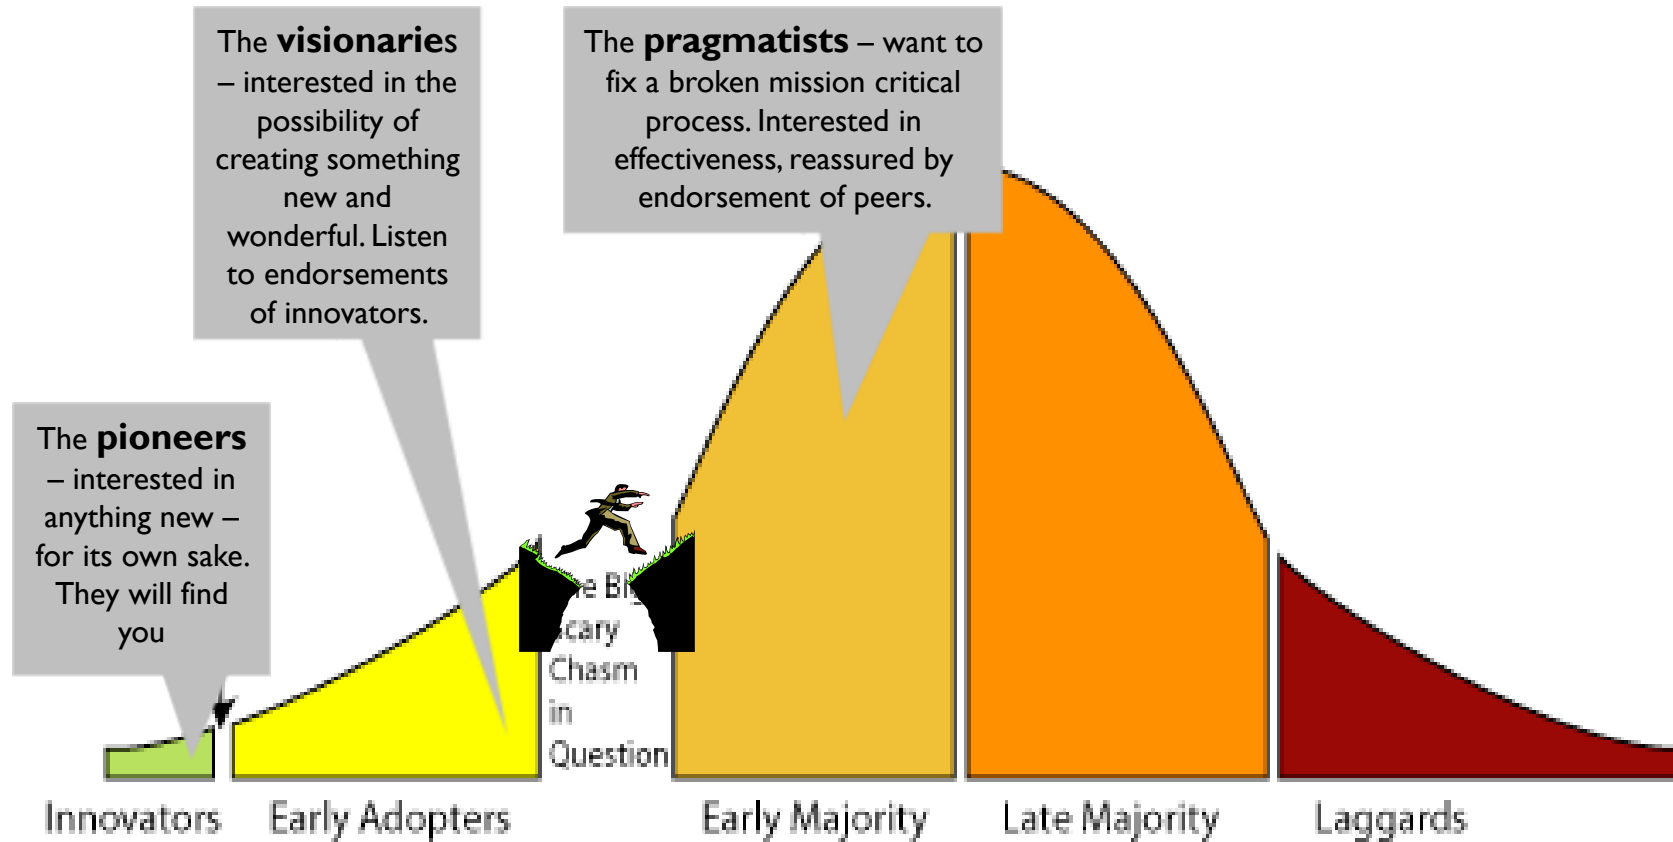 The visionaries
– interested in the
possibility of
creating something
new and
wonderful. Listen
to endorsements
of innovators.
The pragmatists – want to
fix a broken mission critical
process. Interested in
effectiveness, reassured by
endorsement of peers.
The pioneers
– interested in
anything new –
for its own sake.
They will find
you
Chasm
in
Question
Innovators
Early Adopters
Early Majority
Late Majority
Laggards